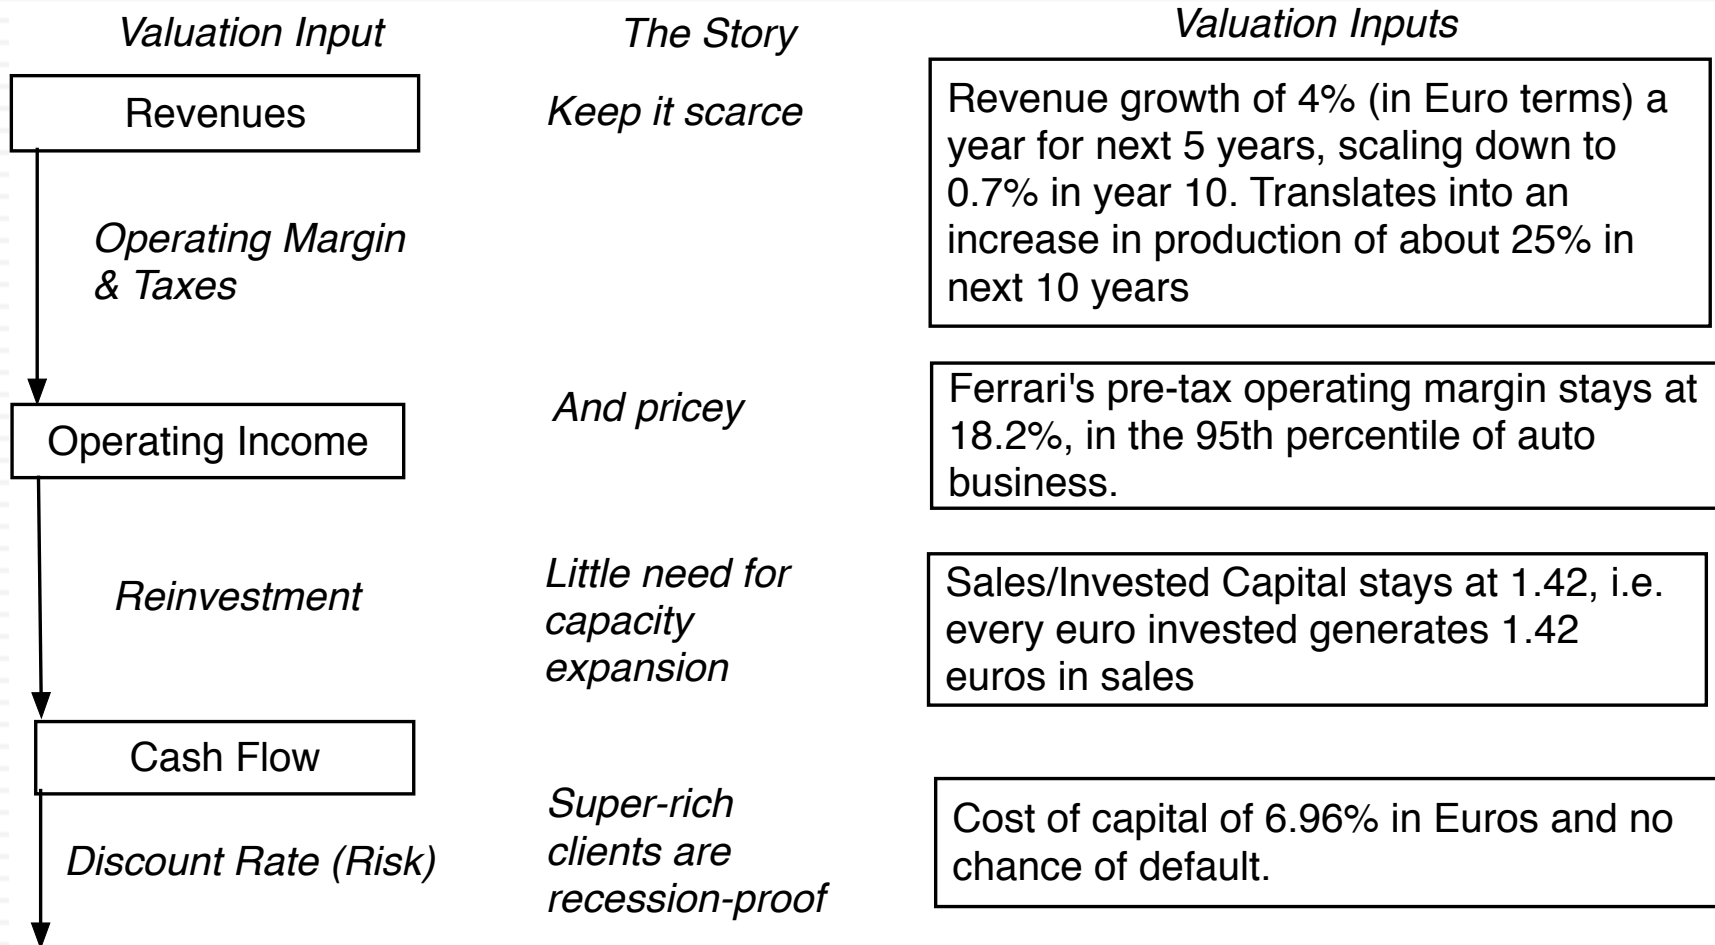 Valuation Input
The Story
Valuation Inputs
Revenues
Keep it scarce
Revenue growth of 4% (in Euro terms) a
year for next 5 years, scaling down to
0.7% in year 10. Translates into an
increase in production of about 25% in
next 10 years
Operating Margin
& Taxes
Operating Income
And pricey
Ferrari's pre-tax operating margin stays at
18.2%, in the 95th percentile of auto
business.
Reinvestment
Little need for
capacity
expansion
Sales/Invested Capital stays at 1.42, i.e.
every euro invested generates 1.42
euros in sales
Cash Flow
Discount Rate (Risk)
Super-rich
clients are
recession-proof
Cost of capital of 6.96% in Euros and no
chance of default.